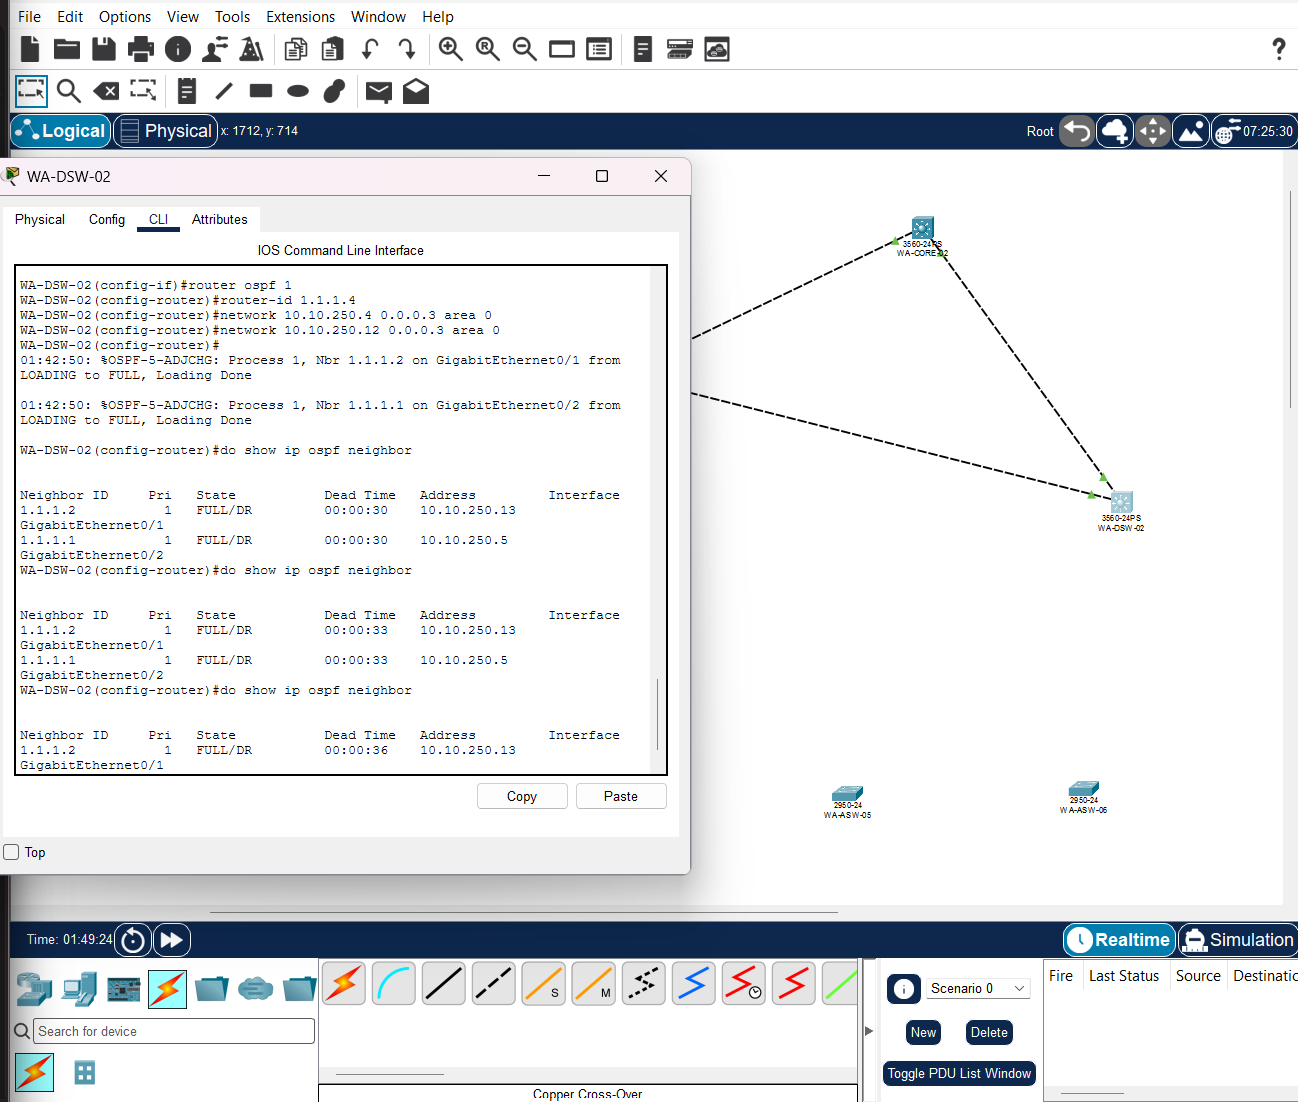 File Edit Options View Tools Extensions Window Help
Logical Physical x: 1712, y: 714 Root 07:25:30
WA-DSW-02
Physical Config CLI Attributes
IOS Command Line Interface
WA-DSW-02(config-if)#router ospf 1
WA-DSW-02(config-router)#router-id 1.1.1.4
WA-DSW-02(config-router)#network 10.10.250.4 0.0.0.3 area 0
WA-DSW-02(config-router)#network 10.10.250.12 0.0.0.3 area 0
WA-DSW-02(config-router)#
01:42:50: %OSPF-5-ADJCHG: Process 1, Nbr 1.1.1.2 on GigabitEthernet0/1 from
LOADING to FULL, Loading Done
01:42:50: %OSPF-5-ADJCHG: Process 1, Nbr 1.1.1.1 on GigabitEthernet0/2 from
LOADING to FULL, Loading Done
WA-DSW-02(config-router)#do show ip ospf neighbor
Neighbor ID Pri State Dead Time Address Interface
1.1.1.2 1 FULL/DR 00:00:30 10.10.250.13
GigabitEthernet0/1
1.1.1.1 1 FULL/DR 00:00:30 10.10.250.5
GigabitEthernet0/2
WA-DSW-02(config-router)#do show ip ospf neighbor
Neighbor ID Pri State Dead Time Address Interface
1.1.1.2 1 FULL/DR 00:00:33 10.10.250.13
GigabitEthernet0/1
1.1.1.1 1 FULL/DR 00:00:33 10.10.250.5
GigabitEthernet0/2
WA-DSW-02(config-router)#do show ip ospf neighbor
Neighbor ID Pri State Dead Time Address Interface
1.1.1.2 1 FULL/DR 00:00:36 10.10.250.13
GigabitEthernet0/1
Copy Paste
Top
3560-24PS
WA-CORE-02
3560-24PS
WA-DSW-02
2950-24
WA-ASW-05
2950-24
WA-ASW-06
Time: 01:49:24 Realtime Simulation
S M
Search for device
Copper Cross-Over
Scenario 0
New Delete
Toggle PDU List Window
Fire Last Status Source Destinatic